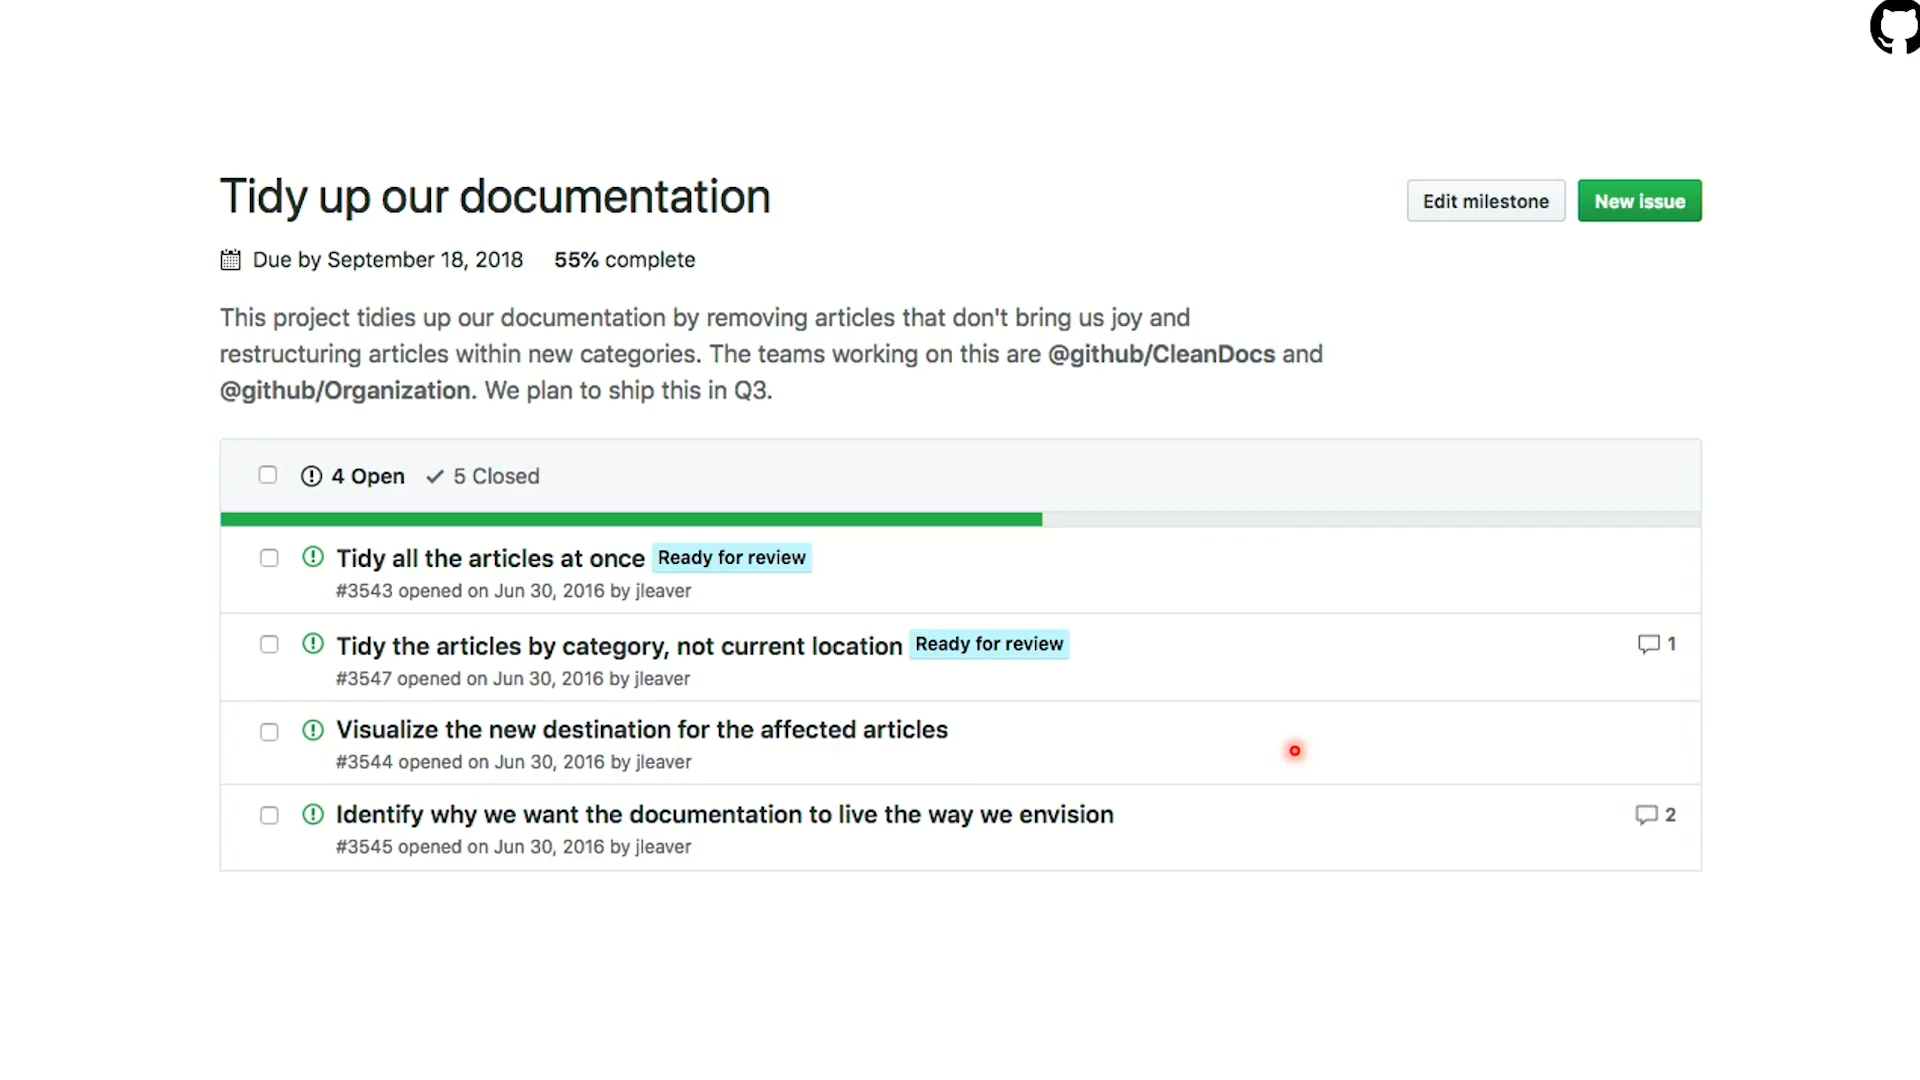 Tidy up our documentation
Edit milestone
New issue
Due by September 18, 2018 55% complete
This project tidies up our documentation by removing articles that don't bring us joy and
restructuring articles within new categories. The teams working on this are @github/CleanDocs and
@github/Organization. We plan to ship this in Q3.
4 Open 5 Closed
Tidy all the articles at once Ready for review
#3543 opened on Jun 30, 2016 by jleaver
Tidy the articles by category, not current location Ready for review
1
#3547 opened on Jun 30, 2016 by jleaver
Visualize the new destination for the affected articles
#3544 opened on Jun 30, 2016 by jleaver
Identify why we want the documentation to live the way we envision
2
#3545 opened on Jun 30, 2016 by jleaver